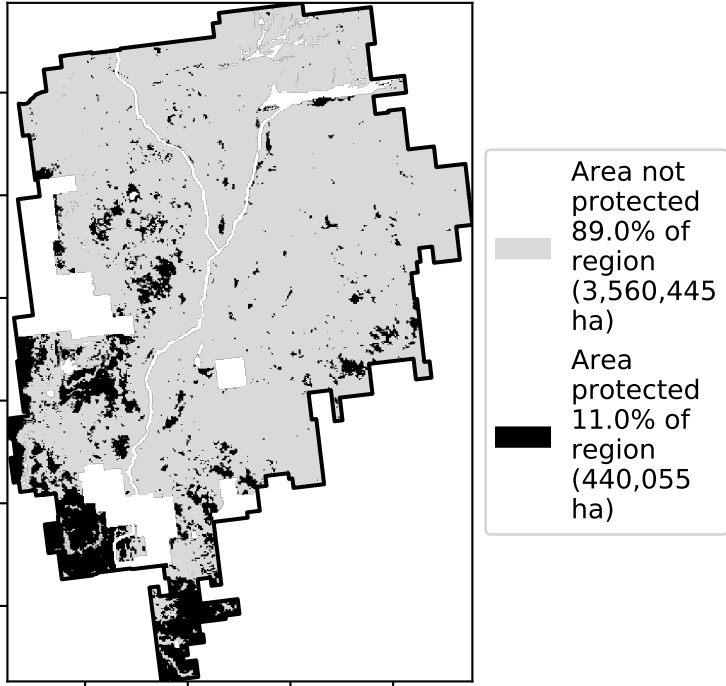 Area not
protected
89.0% of
region
(3,560,445
ha)
Area
protected
11.0% of
region
(440,055
ha)